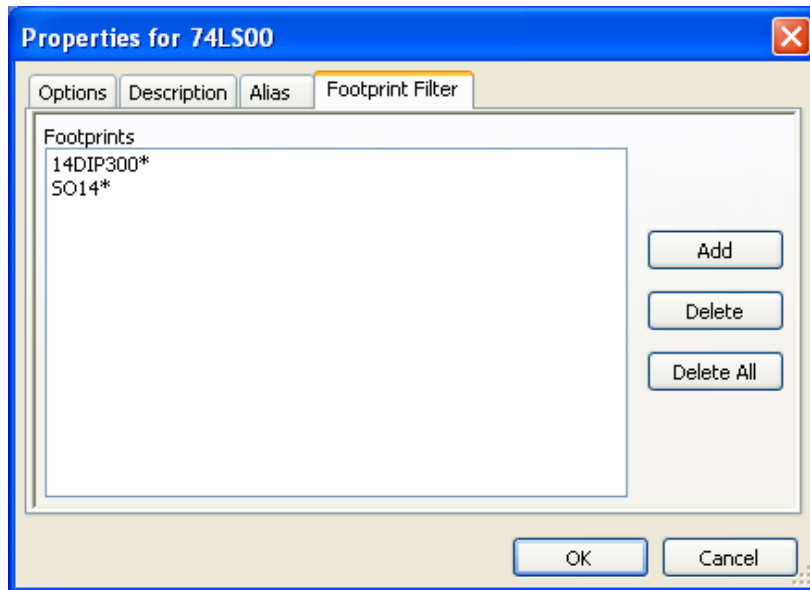 Properties for 74LS00
Options Description Alias Footprint Filter
Footprints
14DIP300*
SO14*
Add
Delete
Delete All
OK Cancel